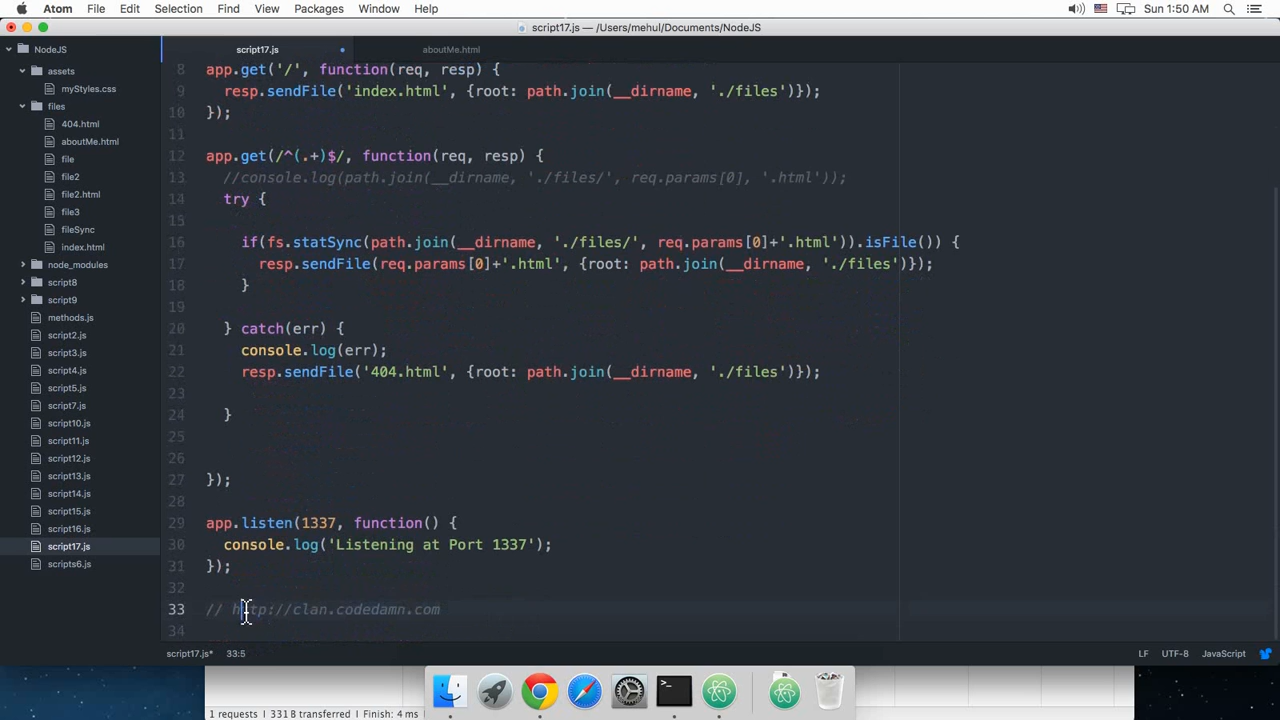 Atom File Edit View Selection Find Packages Window Help Sun 1:50 AM
script17.js — /Users/mehul/Documents/NodeJS
NodeJS
assets
myStyles.css
files
404.html
aboutMe.html
file
file2
file2.html
file3
fileSync
index.html
node_modules
script8
script9
methods.js
script2.js
script3.js
script4.js
script5.js
script7.js
script10.js
script11.js
script12.js
script13.js
script14.js
script15.js
script16.js
script17.js
scripts6.js
script17.js aboutMe.html
8 app.get('/', function(req, resp) {
9 resp.sendFile('index.html', {root: path.join(__dirname, './files')});
10 });
11
12 app.get(/^(.+)$/, function(req, resp) {
13 //console.log(path.join(__dirname, './files/', req.params[0], '.html'));
14 try {
15
16 if(fs.statSync(path.join(__dirname, './files/', req.params[0]+'.html')).isFile()) {
17 resp.sendFile(req.params[0]+'.html', {root: path.join(__dirname, './files')});
18 }
19
20 } catch(err) {
21 console.log(err);
22 resp.sendFile('404.html', {root: path.join(__dirname, './files')});
23
24 }
25
26
27 });
28
29 app.listen(1337, function() {
30 console.log('Listening at Port 1337');
31 });
32
33 // http://clan.codedamn.com
34
script17.js* 33:5 LF UTF-8 JavaScript
1 requests | 331 B transferred | Finish: 4 ms